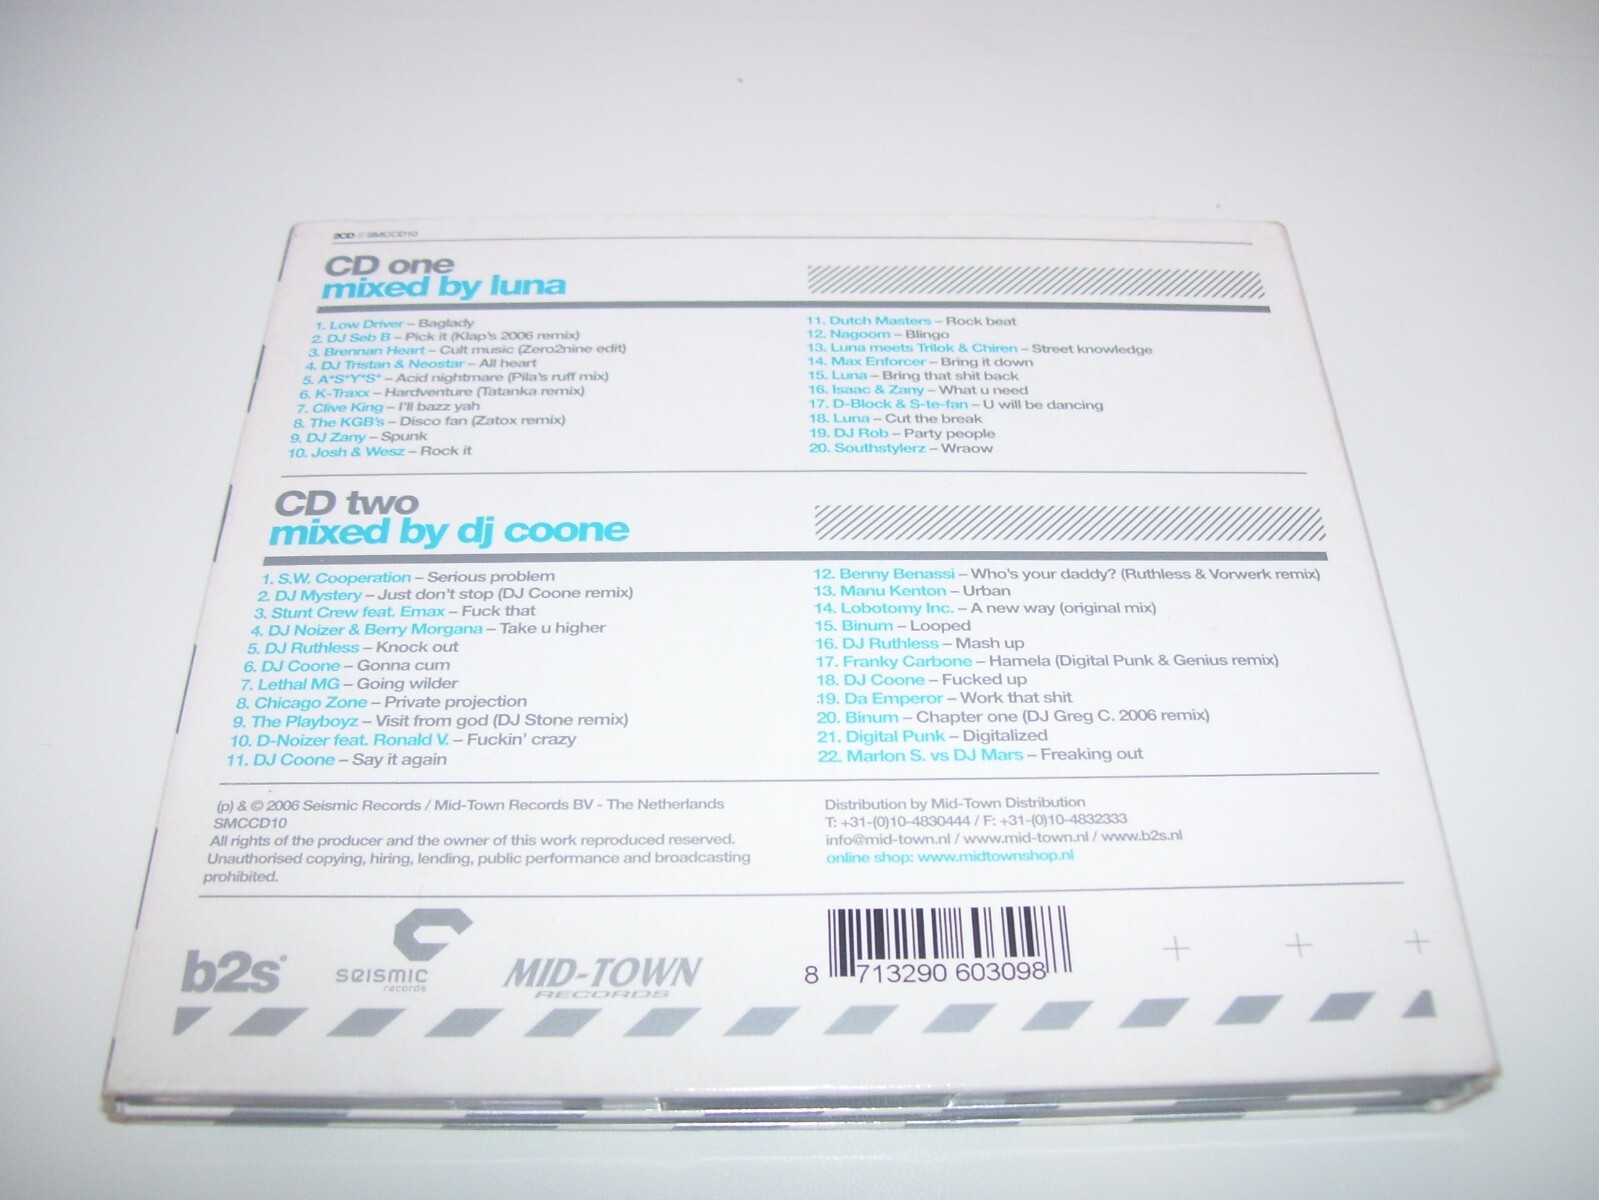 2CD // SMCCD10
CD one
mixed by luna
1. Low Driver – Baglady
2. DJ Seb B – Pick it (Klap's 2006 remix)
3. Brennan Heart – Cult music (Zero2nine edit)
4. DJ Tristan & Neostar – All heart
5. A*S*Y*S* – Acid nightmare (Pila's ruff mix)
6. K-Traxx – Hardventure (Tatanka remix)
7. Clive King – I'll bazz yah
8. The KGB's – Disco fan (Zatox remix)
9. DJ Zany – Spunk
10. Josh & Wesz – Rock it
11. Dutch Masters – Rock beat
12. Nagoom – Blingo
13. Luna meets Trilok & Chiren – Street knowledge
14. Max Enforcer – Bring it down
15. Luna – Bring that shit back
16. Isaac & Zany – What u need
17. D-Block & S-te-fan – U will be dancing
18. Luna – Cut the break
19. DJ Rob – Party people
20. Southstylerz – Wraow
CD two
mixed by dj coone
1. S.W. Cooperation – Serious problem
2. DJ Mystery – Just don't stop (DJ Coone remix)
3. Stunt Crew feat. Emax – Fuck that
4. DJ Noizer & Berry Morgana – Take u higher
5. DJ Ruthless – Knock out
6. DJ Coone – Gonna cum
7. Lethal MG – Going wilder
8. Chicago Zone – Private projection
9. The Playboyz – Visit from god (DJ Stone remix)
10. D-Noizer feat. Ronald V. – Fuckin' crazy
11. DJ Coone – Say it again
12. Benny Benassi – Who's your daddy? (Ruthless & Vorwerk remix)
13. Manu Kenton – Urban
14. Lobotomy Inc. – A new way (original mix)
15. Binum – Looped
16. DJ Ruthless – Mash up
17. Franky Carbone – Hamela (Digital Punk & Genius remix)
18. DJ Coone – Fucked up
19. Da Emperor – Work that shit
20. Binum – Chapter one (DJ Greg C. 2006 remix)
21. Digital Punk – Digitalized
22. Marlon S. vs DJ Mars – Freaking out
(p) & © 2006 Seismic Records / Mid-Town Records BV - The Netherlands
SMCCD10
All rights of the producer and the owner of this work reproduced reserved.
Unauthorised copying, hiring, lending, public performance and broadcasting
prohibited.
Distribution by Mid-Town Distribution
T: +31-(0)10-4830444 / F: +31-(0)10-4832333
info@mid-town.nl / www.mid-town.nl / www.b2s.nl
online shop: www.midtownshop.nl
b2s
seismic
records
MID-TOWN
RECORDS
8 713290 603098